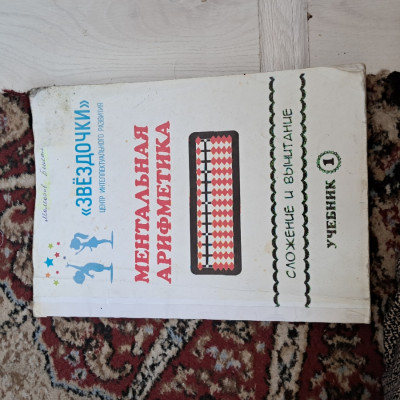 «ЗВЁЗДОЧКИ»
ЦЕНТР ИНТЕЛЛЕКТУАЛЬНОГО РАЗВИТИЯ
МЕНТАЛЬНАЯ
АРИФМЕТИКА
СЛОЖЕНИЕ И ВЫЧИТАНИЕ
УЧЕБНИК 1